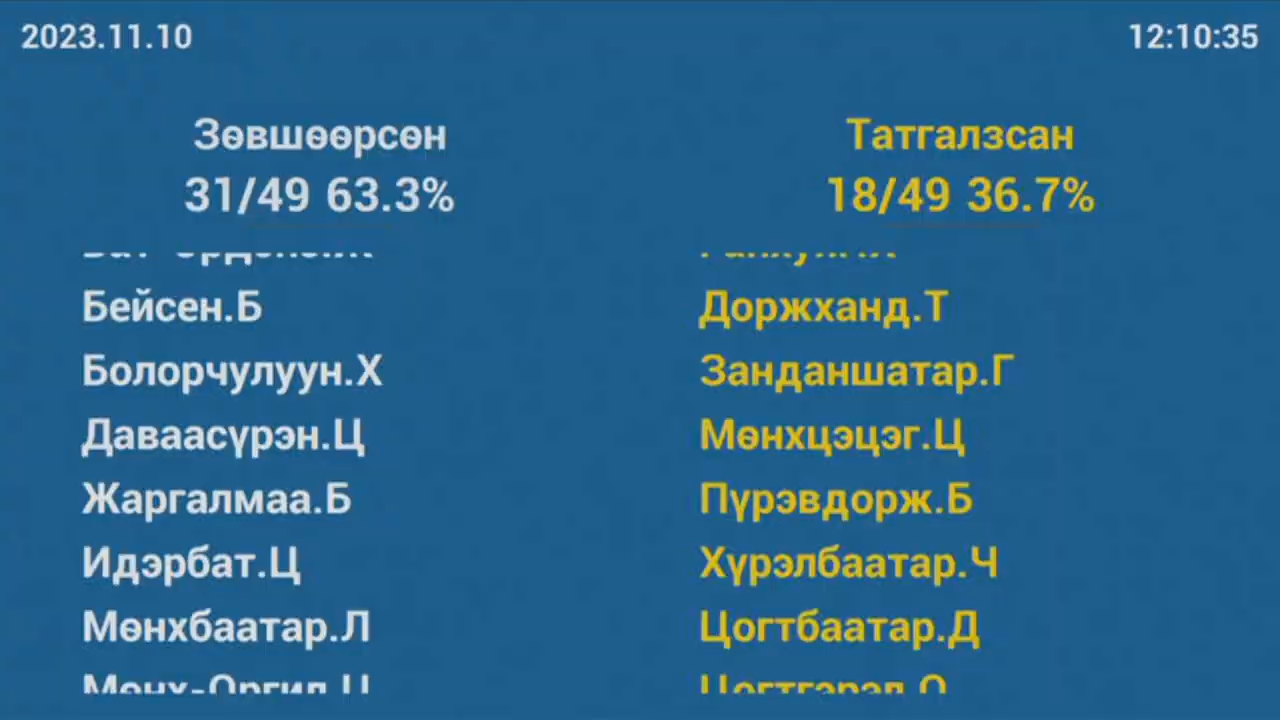 2023.11.10
12:10:35
Зөвшөөрсөн
31/49 63.3%
Татгалзсан
18/49 36.7%
Бейсен.Б
Болорчулуун.Х
Даваасүрэн.Ц
Жаргалмаа.Б
Идэрбат.Ц
Мөнхбаатар.Л
Доржханд.Т
Занданшатар.Г
Мөнхцэцэг.Ц
Пүрэвдорж.Б
Хүрэлбаатар.Ч
Цогтбаатар.Д